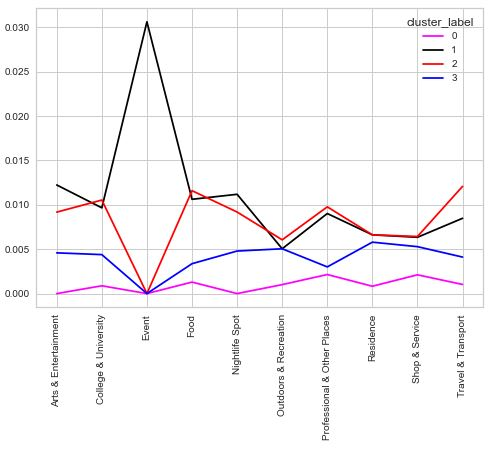 cluster_label
0
1
2
3
0.030
0.025
0.020
0.015
0.010
0.005
0.000
Arts & Entertainment
College & University
Event
Food
Nightlife Spot
Outdoors & Recreation
Professional & Other Places
Residence
Shop & Service
Travel & Transport